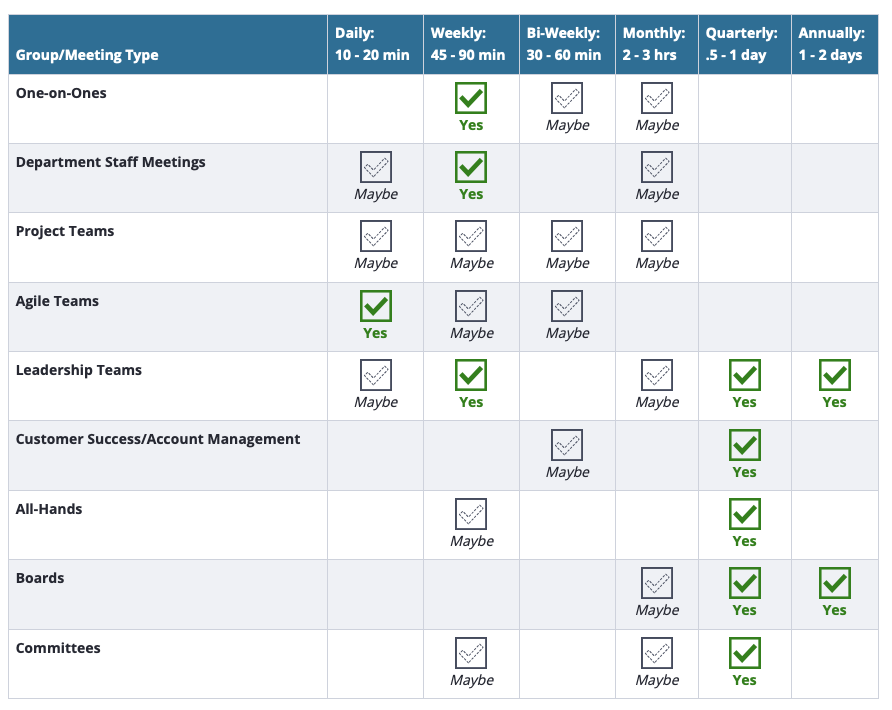 Group/Meeting Type
Daily:
10 - 20 min
Weekly:
45 - 90 min
Bi-Weekly:
30 - 60 min
Monthly:
2 - 3 hrs
Quarterly:
.5 - 1 day
Annually:
1 - 2 days
One-on-Ones
Yes
Maybe
Maybe
Department Staff Meetings
Maybe
Yes
Maybe
Project Teams
Maybe
Maybe
Maybe
Maybe
Agile Teams
Yes
Maybe
Maybe
Leadership Teams
Maybe
Yes
Maybe
Yes
Yes
Customer Success/Account Management
Maybe
Yes
All-Hands
Maybe
Yes
Boards
Maybe
Yes
Yes
Committees
Maybe
Maybe
Yes